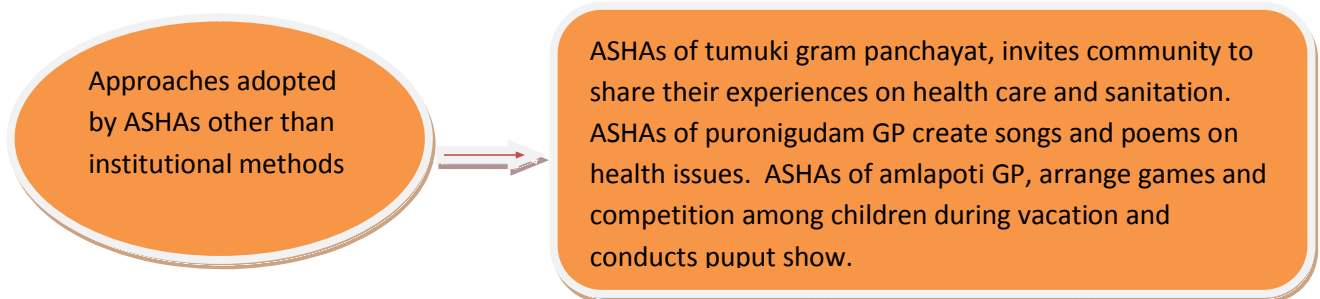 Approaches adopted
by ASHAs other than
institutional methods
ASHAs of tumuki gram panchayat, invites community to
share their experiences on health care and sanitation.
ASHAs of puronigudam GP create songs and poems on
health issues.  ASHAs of amlapoti GP, arrange games and
competition among children during vacation and
conducts puput show.